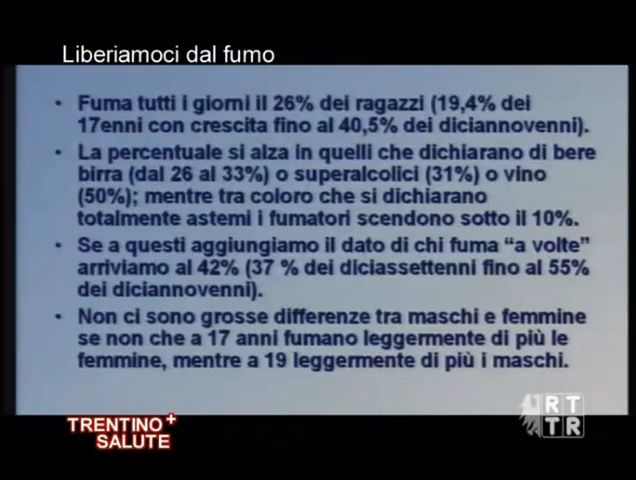 Liberiamoci dal fumo
• Fuma tutti i giorni il 26% dei ragazzi (19,4% dei
17enni con crescita fino al 40,5% dei diciannovenni).
• La percentuale si alza in quelli che dichiarano di bere
birra (dal 26 al 33%) o superalcolici (31%) o vino
(50%); mentre tra coloro che si dichiarano
totalmente astemi i fumatori scendono sotto il 10%.
• Se a questi aggiungiamo il dato di chi fuma “a volte”
arriviamo al 42% (37 % dei diciassettenni fino al 55%
dei diciannovenni).
• Non ci sono grosse differenze tra maschi e femmine
se non che a 17 anni fumano leggermente di più le
femmine, mentre a 19 leggermente di più i maschi.
TRENTINO+
SALUTE
RT
TR